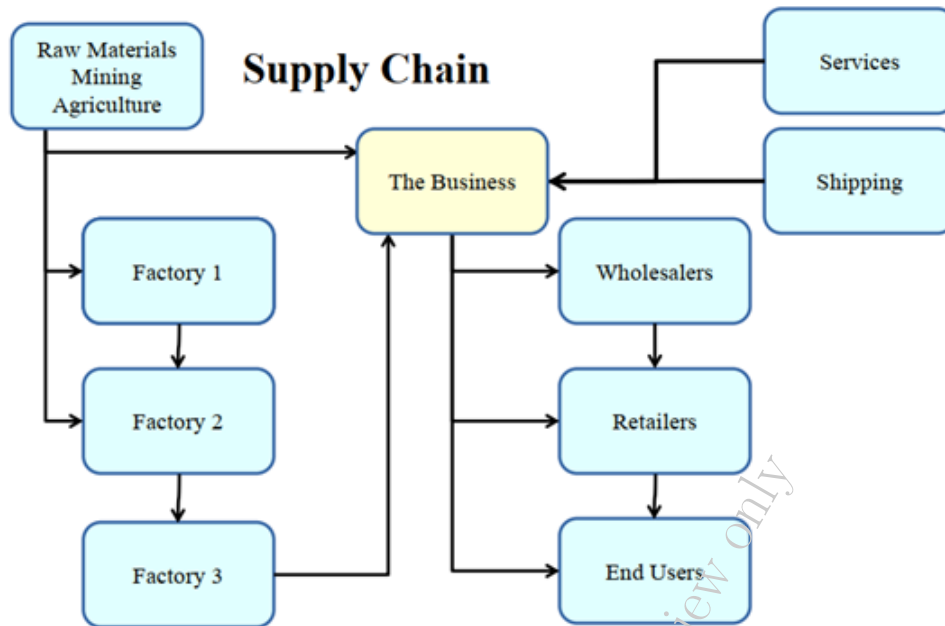 Raw Materials
Mining
Agriculture
Supply Chain
Services
The Business
Shipping
Factory 1
Wholesalers
Factory 2
Retailers
Factory 3
End Users
only